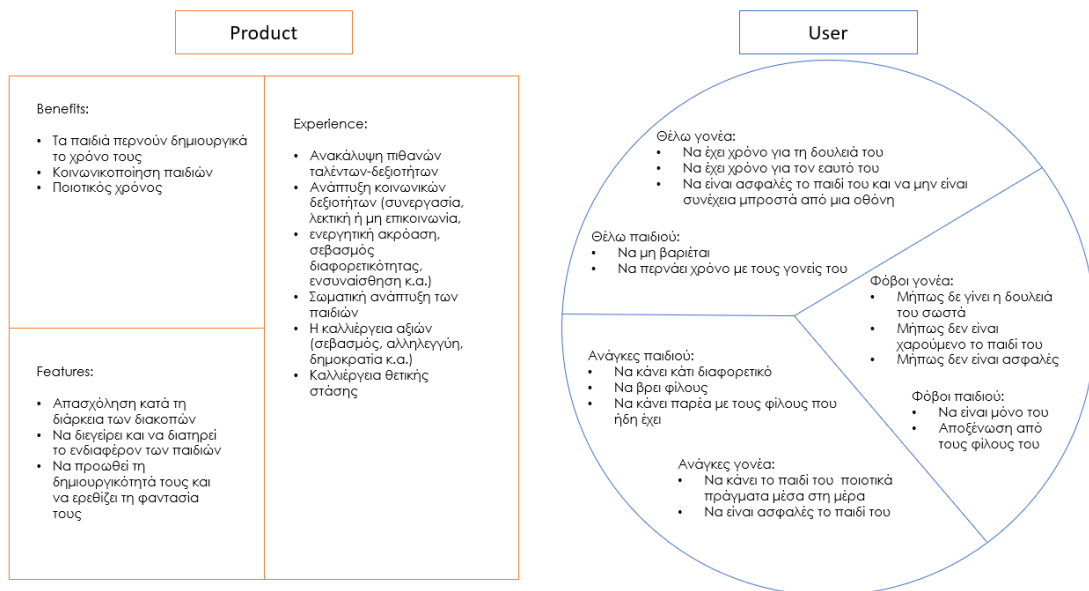 Product
Benefits:
• Τα παιδιά περνούν δημιουργικά
το χρόνο τους
• Κοινωνικοποίηση παιδιών
• Ποιοτικός χρόνος
Features:
• Απασχόληση κατά τη
διάρκεια των διακοπών
• Να διεγείρει και να διατηρεί
το ενδιαφέρον των παιδιών
• Να προωθεί τη
δημιουργικότητά τους και
να ερεθίζει τη φαντασία
τους
Experience:
• Ανακάλυψη πιθανών
ταλέντων-δεξιοτήτων
• Ανάπτυξη κοινωνικών
δεξιοτήτων (συνεργασία,
λεκτική ή μη επικοινωνία,
• ενεργητική ακρόαση,
σεβασμός
διαφορετικότητας,
ενσυναίσθηση κ.α.)
• Σωματική ανάπτυξη των
παιδιών
• Η καλλιέργεια αξιών
(σεβασμός, αλληλεγγύη,
δημοκρατία κ.α.)
• Καλλιέργεια θετικής
στάσης
User
Θέλω γονέα:
• Να έχει χρόνο για τη δουλειά του
• Να έχει χρόνο για τον εαυτό του
• Να είναι ασφαλές το παιδί του και να μην είναι
συνέχεια μπροστά από μια οθόνη
Θέλω παιδιού:
• Να μη βαριέται
• Να περνάει χρόνο με τους γονείς του
Φόβοι γονέα:
• Μήπως δε γίνει η δουλειά
του σωστά
• Μήπως δεν είναι
χαρούμενο το παιδί του
• Μήπως δεν είναι ασφαλές
Φόβοι παιδιού:
• Να είναι μόνο του
• Αποξένωση από
τους φίλους του
Ανάγκες παιδιού:
• Να κάνει κάτι διαφορετικό
• Να βρει φίλους
• Να κάνει παρέα με τους φίλους που
ήδη έχει
Ανάγκες γονέα:
• Να κάνει το παιδί του ποιοτικά
πράγματα μέσα στη μέρα
• Να είναι ασφαλές το παιδί του